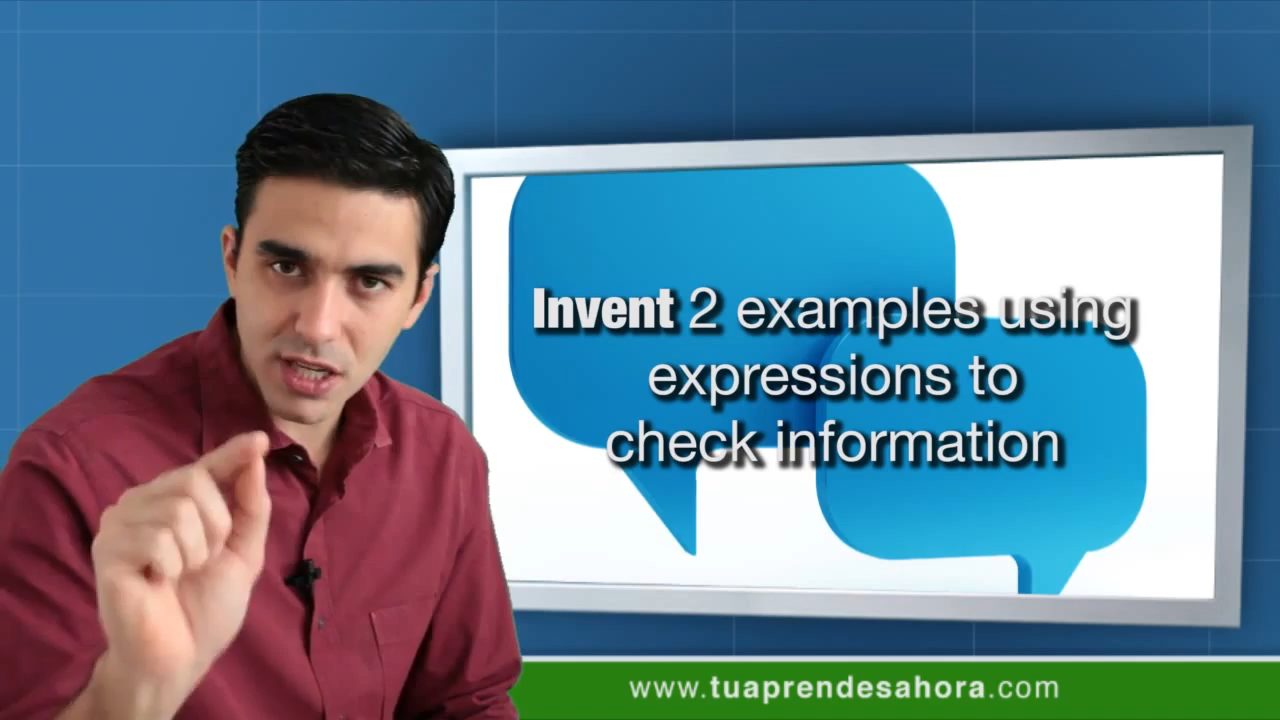 Invent 2 examples using
expressions to
check information
www.tuaprendesahora.com